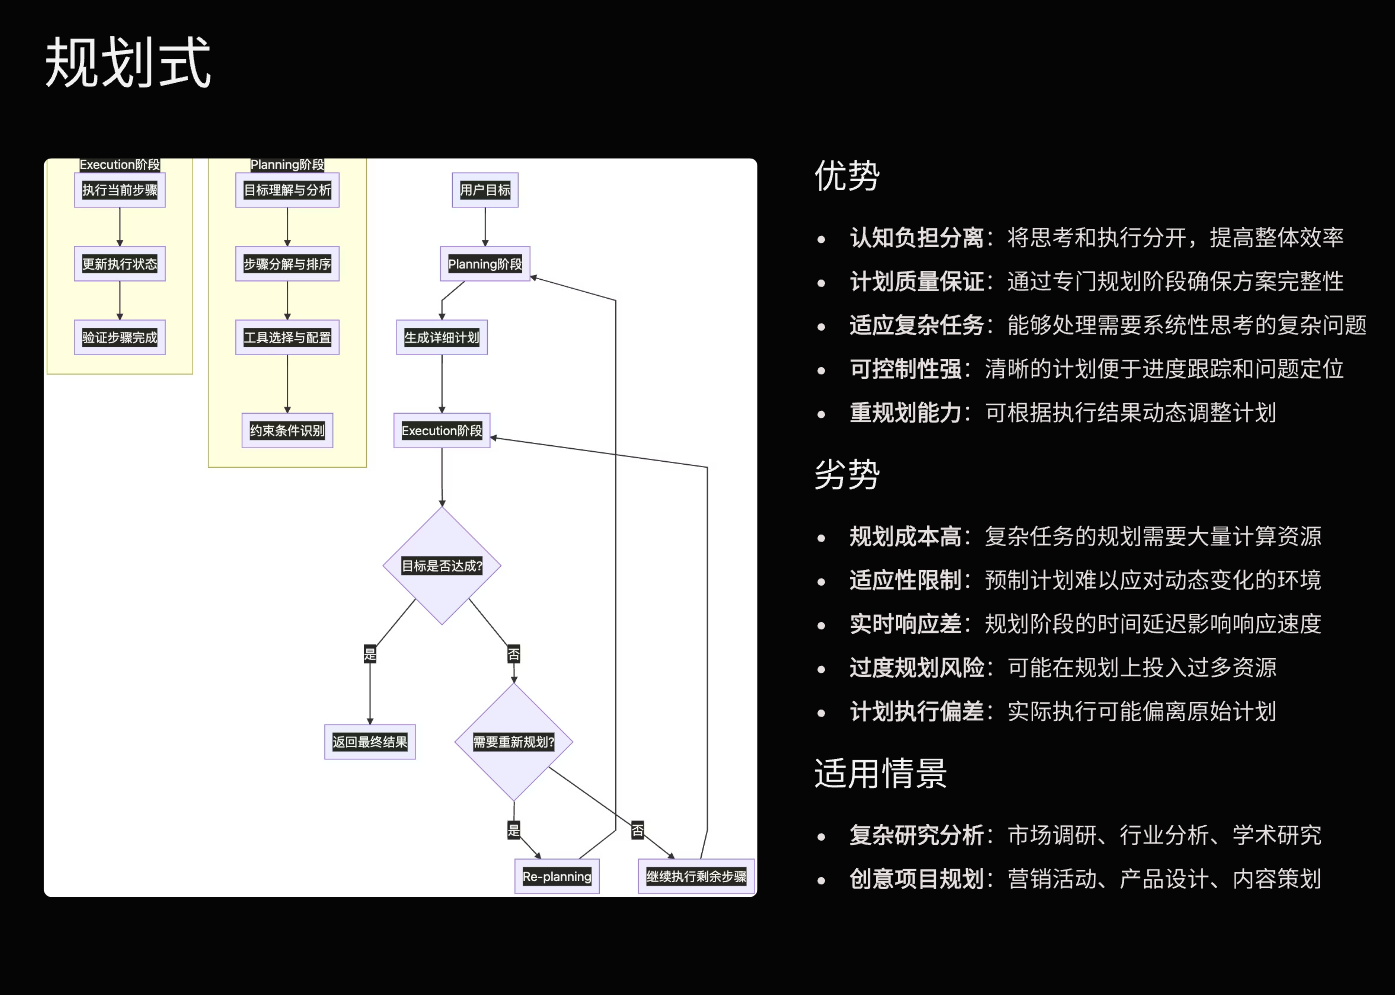 规划式
Execution阶段
执行当前步骤
更新执行状态
验证步骤完成
Planning阶段
目标理解与分析
步骤分解与排序
工具选择与配置
约束条件识别
用户目标
Planning阶段
生成详细计划
Execution阶段
目标是否达成?
是
否
返回最终结果
需要重新规划?
是
否
Re-planning
继续执行剩余步骤
优势
认知负担分离：将思考和执行分开，提高整体效率
计划质量保证：通过专门规划阶段确保方案完整性
适应复杂任务：能够处理需要系统性思考的复杂问题
可控制性强：清晰的计划便于进度跟踪和问题定位
重规划能力：可根据执行结果动态调整计划
劣势
规划成本高：复杂任务的规划需要大量计算资源
适应性限制：预制计划难以应对动态变化的环境
实时响应差：规划阶段的时间延迟影响响应速度
过度规划风险：可能在规划上投入过多资源
计划执行偏差：实际执行可能偏离原始计划
适用情景
复杂研究分析：市场调研、行业分析、学术研究
创意项目规划：营销活动、产品设计、内容策划